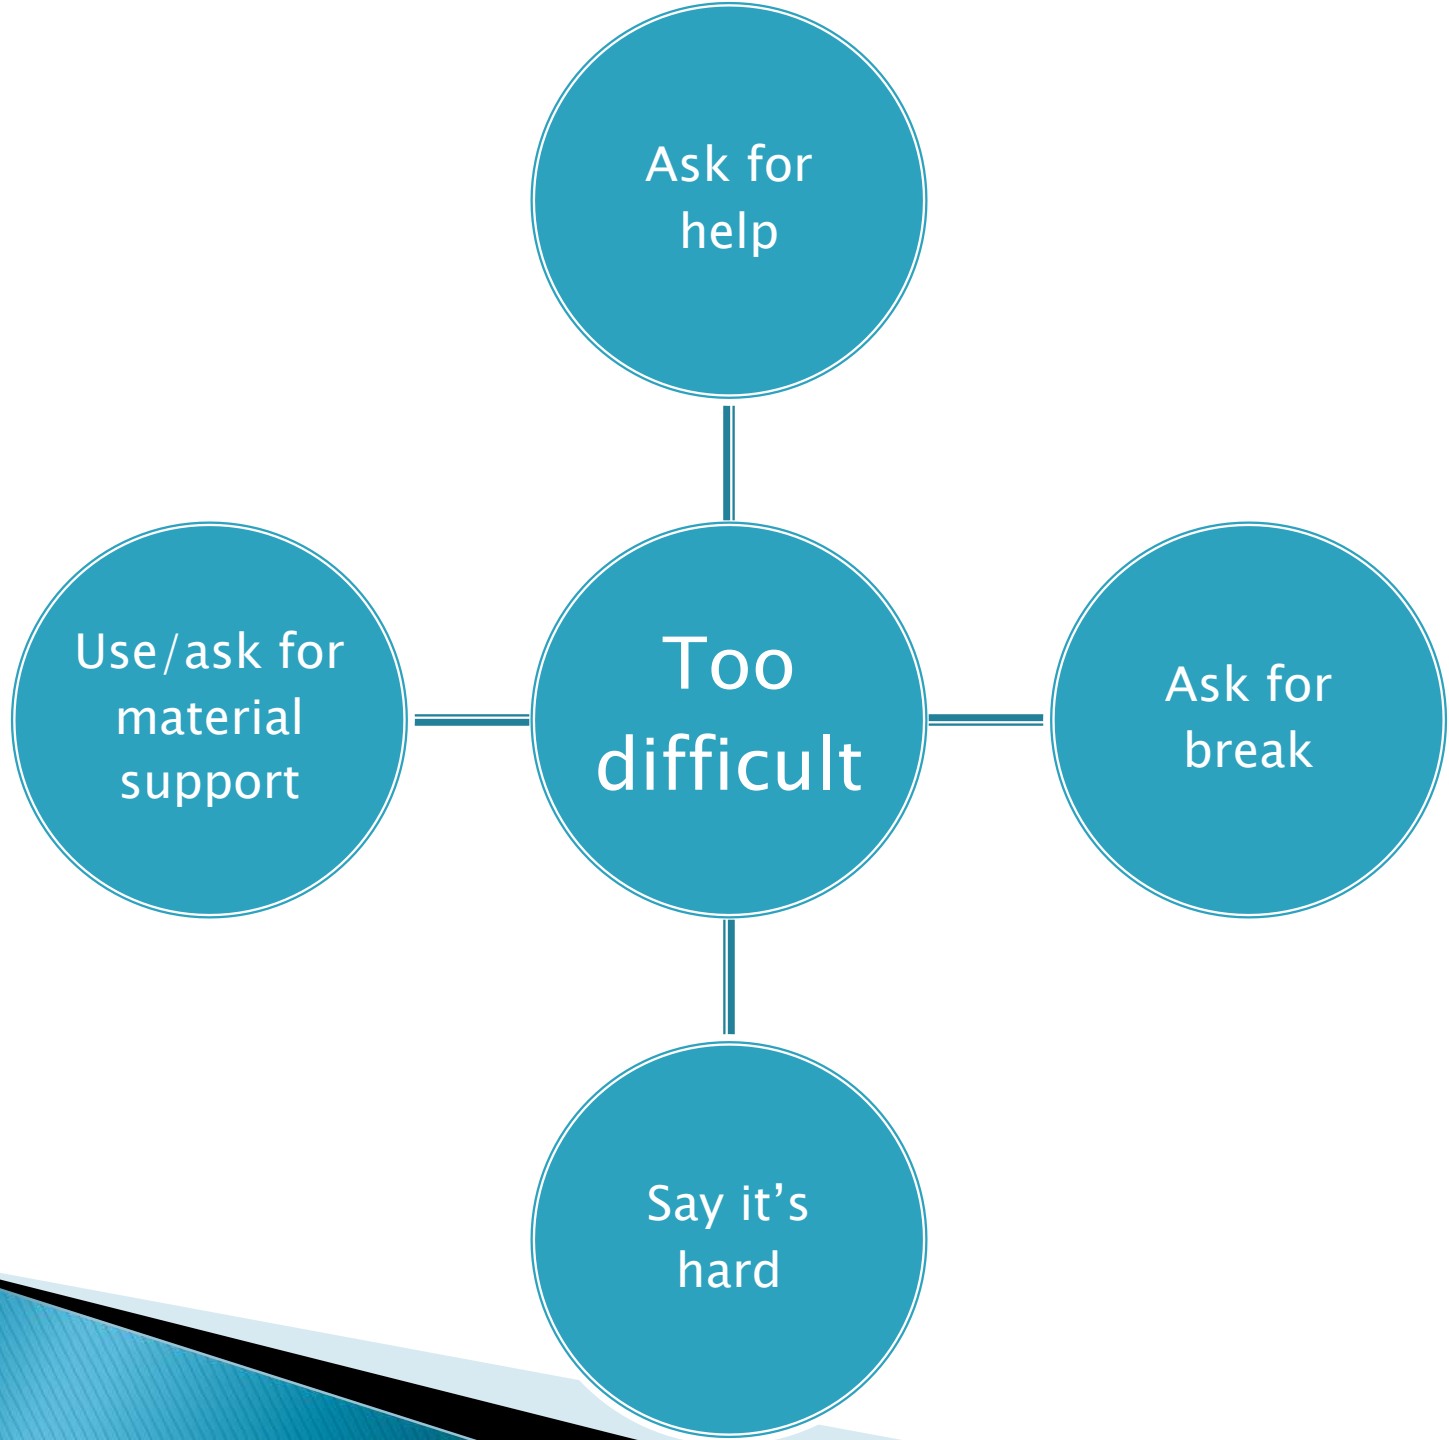 Ask for
help
Use/ask for
material
support
Too
difficult
Ask for
break
Say it’s
hard